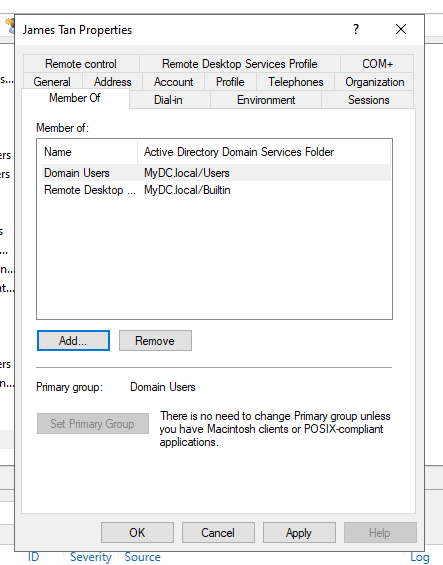 James Tan Properties
?
Remote control
Remote Desktop Services Profile
COM+
General
Address
Account
Profile
Telephones
Organization
Member Of
Dial-in
Environment
Sessions
Member of:
Name
Active Directory Domain Services Folder
Domain Users
MyDC.local/Users
Remote Desktop ...
MyDC.local/Builtin
Add...
Remove
Primary group:
Domain Users
Set Primary Group
There is no need to change Primary group unless
you have Macintosh clients or POSIX-compliant
applications.
OK
Cancel
Apply
Help
ID
Severity
Source
Log